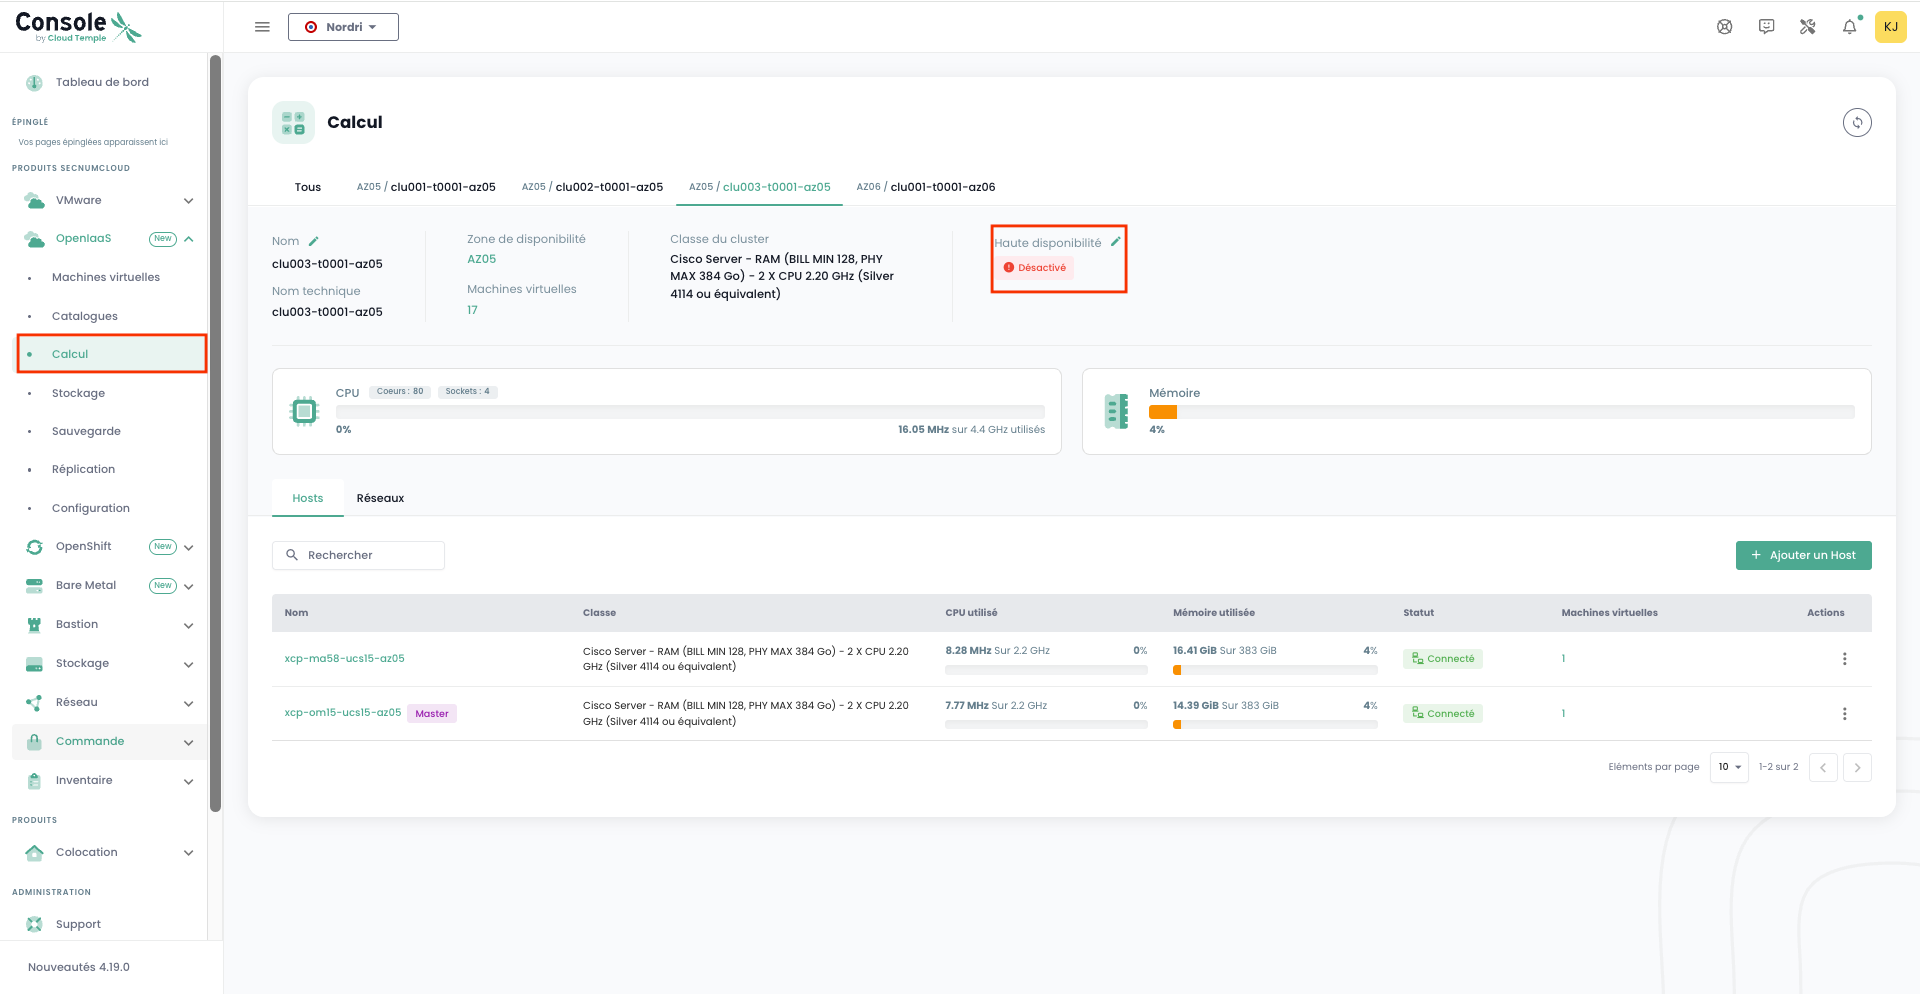 Console
by Cloud Temple
Nordri
KJ
Tableau de bord
ÉPINGLÉ
Vos pages épinglées apparaissent ici
PRODUITS SECNUMCLOUD
VMware
OpenIaaS New
Machines virtuelles
Catalogues
Calcul
Stockage
Sauvegarde
Réplication
Configuration
OpenShift New
Bare Metal New
Bastion
Stockage
Réseau
Commande
Inventaire
PRODUITS
Colocation
ADMINISTRATION
Support
Nouveautés 4.19.0
Calcul
Tous AZ05 / clu001-t0001-az05 AZ05 / clu002-t0001-az05 AZ05 / clu003-t0001-az05 AZ06 / clu001-t0001-az06
Nom
clu003-t0001-az05
Nom technique
clu003-t0001-az05
Zone de disponibilité
AZ05
Machines virtuelles
17
Classe du cluster
Cisco Server - RAM (BILL MIN 128, PHY
MAX 384 Go) - 2 X CPU 2.20 GHz (Silver
4114 ou équivalent)
Haute disponibilité
Désactivé
CPU Coeurs : 80 Sockets : 4
0% 16.05 MHz sur 4.4 GHz utilisés
Mémoire
4%
Hosts Réseaux
Rechercher
+ Ajouter un Host
Nom Classe CPU utilisé Mémoire utilisée Statut Machines virtuelles Actions
xcp-ma58-ucs15-az05 Cisco Server - RAM (BILL MIN 128, PHY MAX 384 Go) - 2 X CPU 2.20 8.28 MHz Sur 2.2 GHz 0% 16.41 GiB Sur 383 GiB 4% Connecté 1
GHz (Silver 4114 ou équivalent)
xcp-om15-ucs15-az05 Master Cisco Server - RAM (BILL MIN 128, PHY MAX 384 Go) - 2 X CPU 2.20 7.77 MHz Sur 2.2 GHz 0% 14.39 GiB Sur 383 GiB 4% Connecté 1
GHz (Silver 4114 ou équivalent)
Eléments par page 10 1-2 sur 2